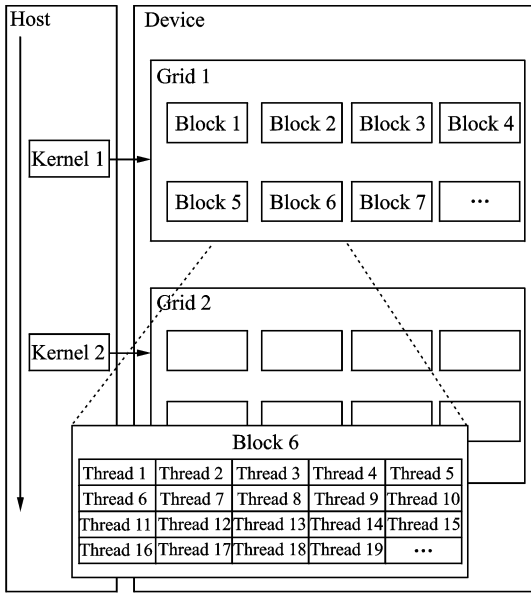 Host
Device
Grid 1
Block 1 Block 2 Block 3 Block 4
Kernel 1
Block 5 Block 6 Block 7 ...
Grid 2
Kernel 2
Block 6
Thread 1 Thread 2 Thread 3 Thread 4 Thread 5
Thread 6 Thread 7 Thread 8 Thread 9 Thread 10
Thread 11 Thread 12 Thread 13 Thread 14 Thread 15
Thread 16 Thread 17 Thread 18 Thread 19 ...